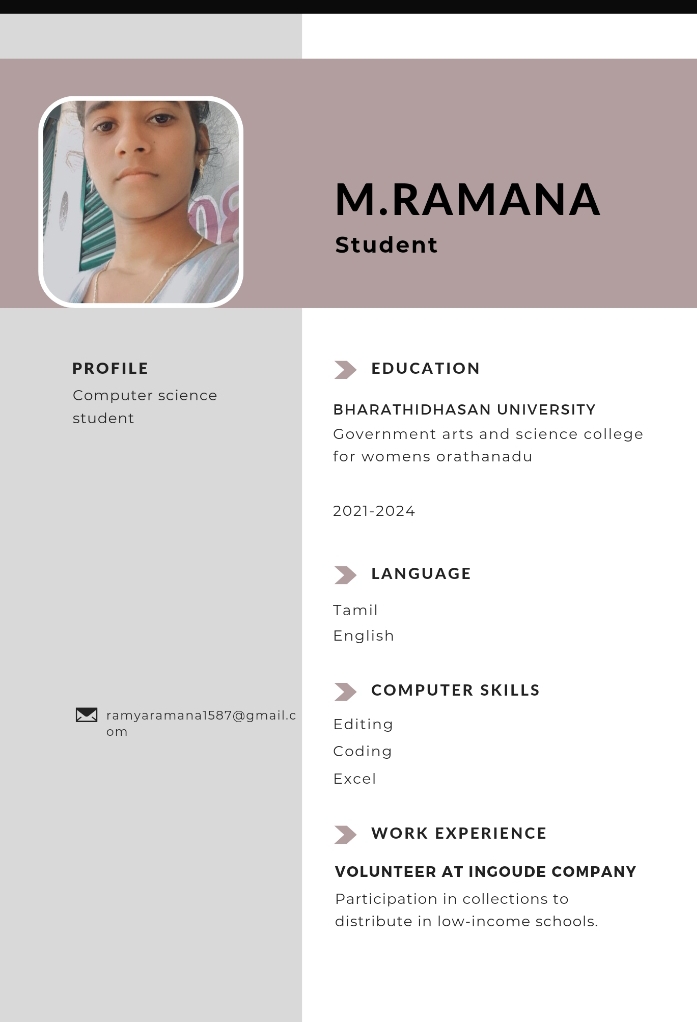 M.RAMANA
Student
PROFILE
Computer science
student
ramyaramana1587@gmail.c
om
EDUCATION
BHARATHIDHASAN UNIVERSITY
Government arts and science college
for womens orathanadu
2021-2024
LANGUAGE
Tamil
English
COMPUTER SKILLS
Editing
Coding
Excel
WORK EXPERIENCE
VOLUNTEER AT INGOUDE COMPANY
Participation in collections to
distribute in low-income schools.